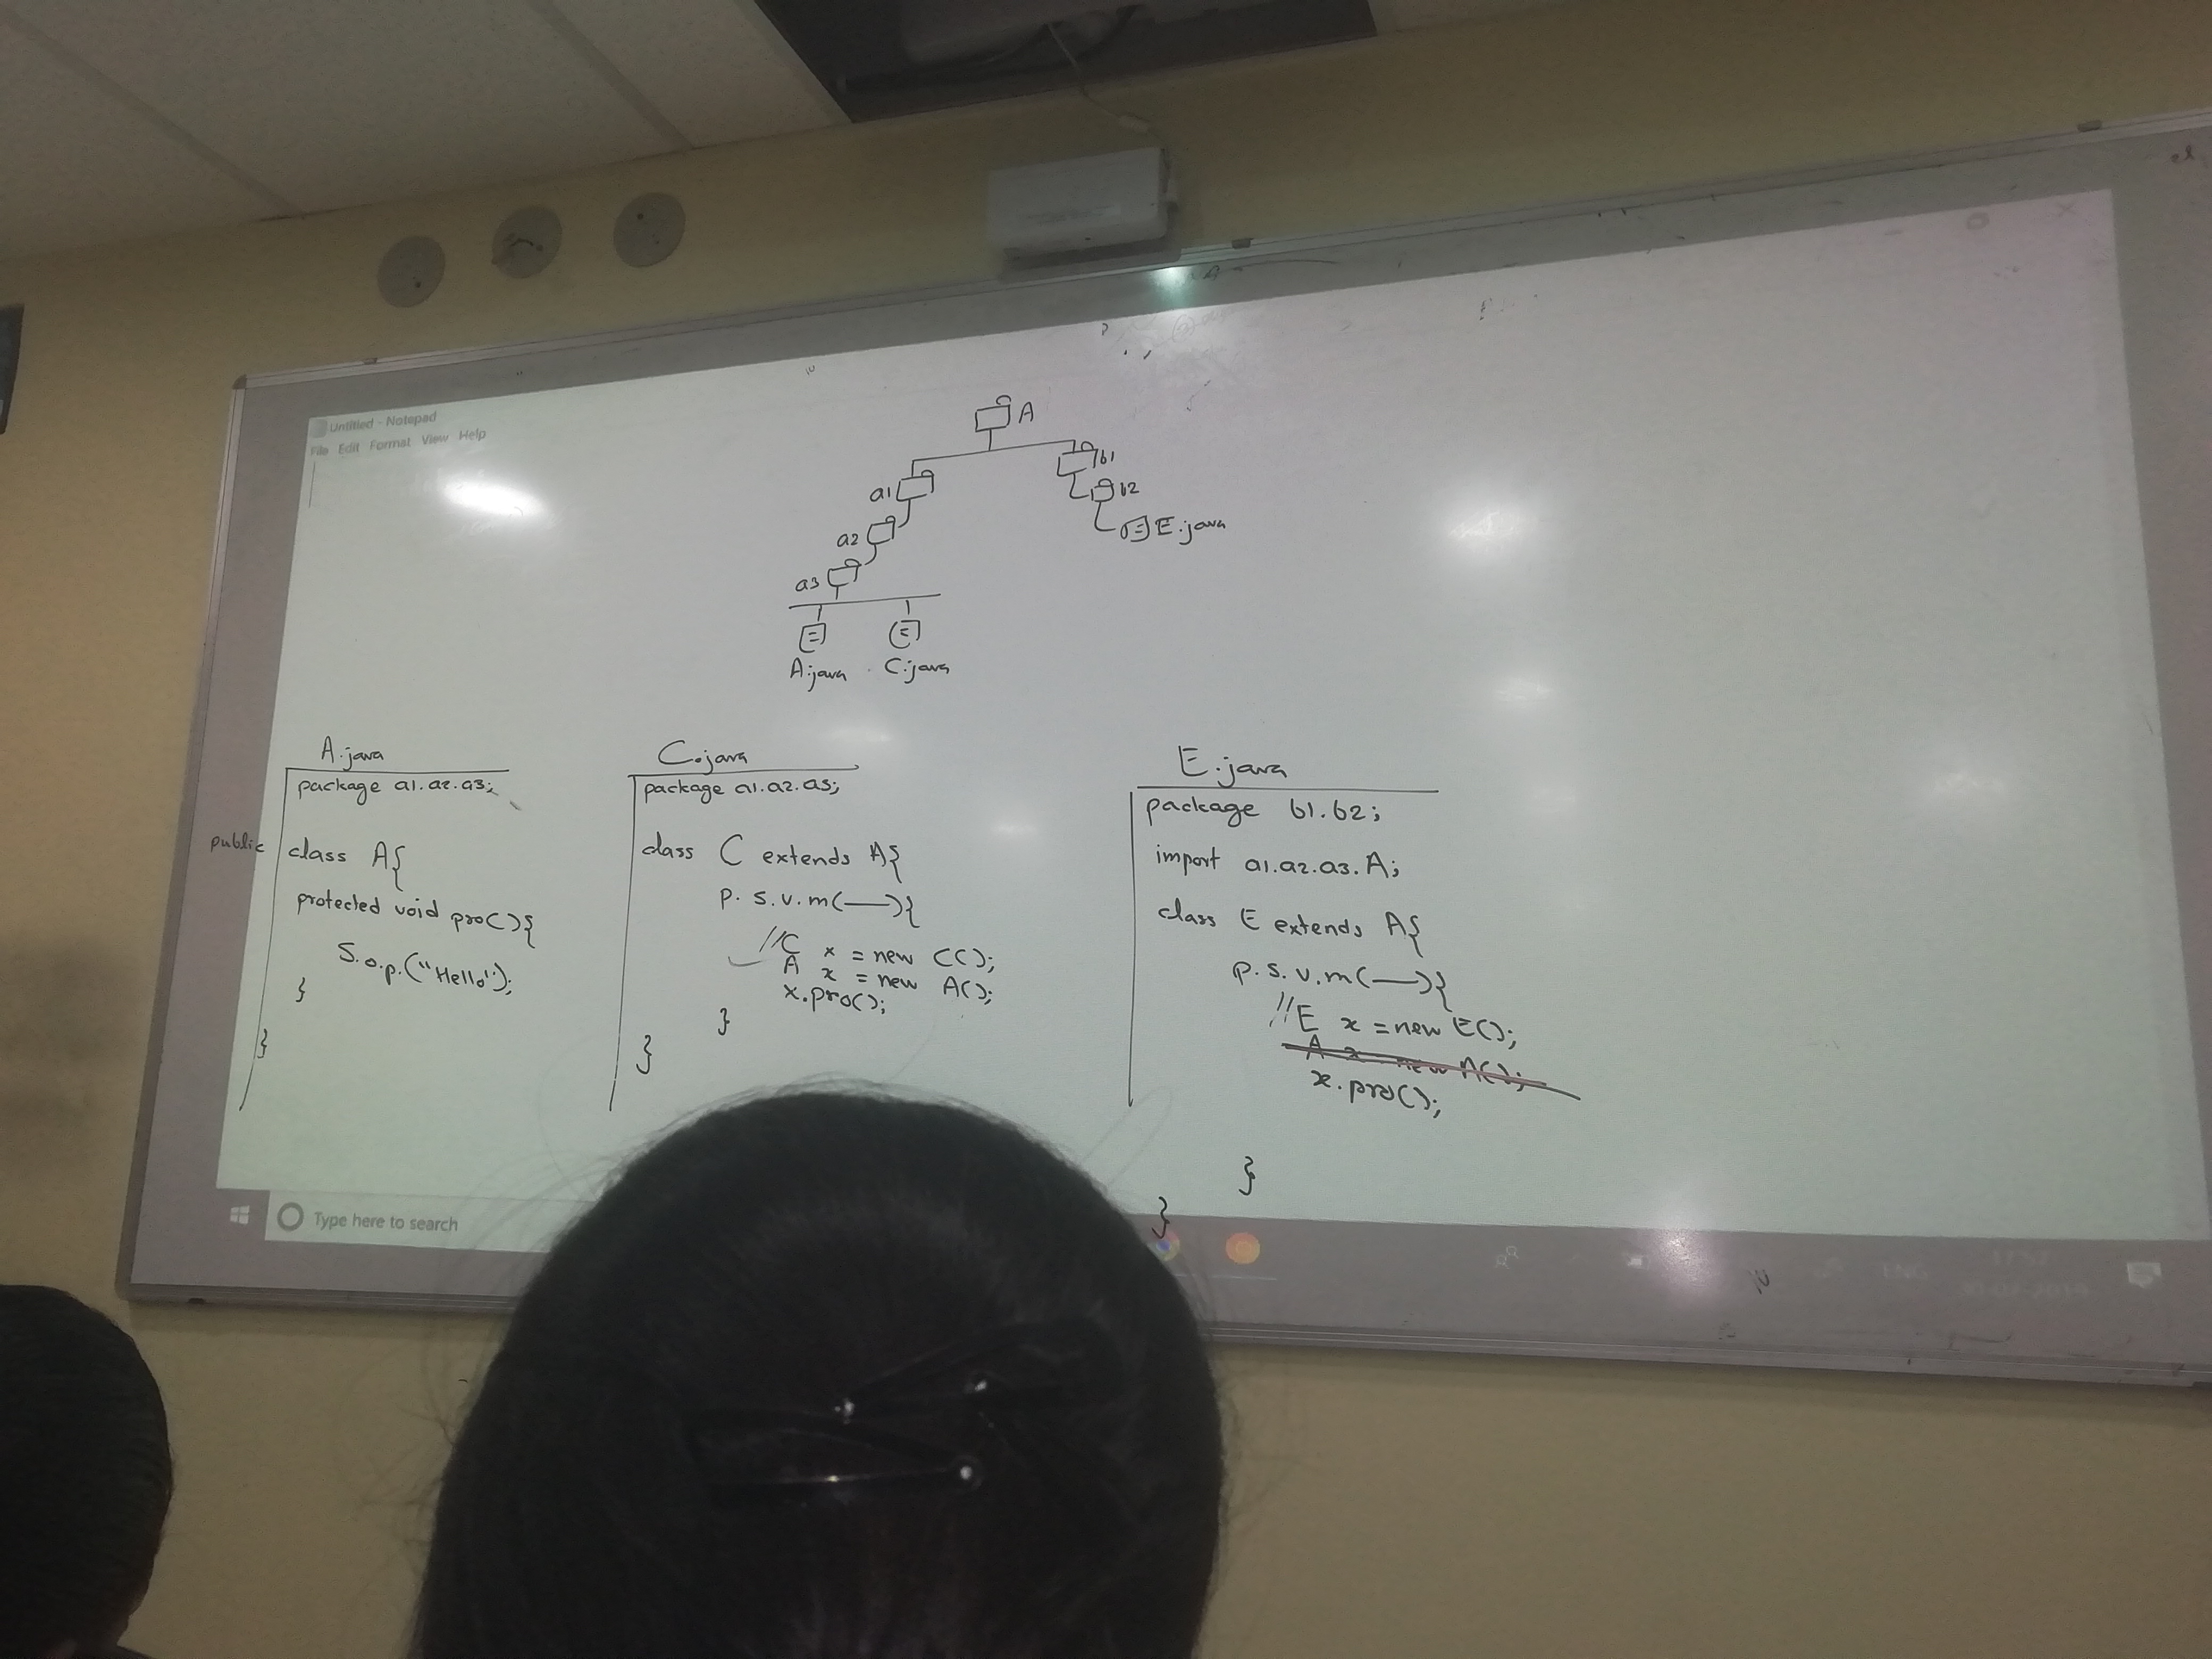 Untitled - Notepad
File Edit Format View Help
A
a1
b1
a2
b2
E.java
a3
A.java
C.java
A.java
package a1.a2.a3;
public class A{
protected void pro(){
S.o.p.("Hello");
}
}
C.java
package a1.a2.a3;
class C extends A{
p. s. v. m(—){
//C x = new C();
A x = new A();
x.pro();
}
}
E.java
package b1.b2;
import a1.a2.a3.A;
class E extends A{
p. s. v. m(—){
//E x = new E();
A x new A();
x.pro();
}
}
Type here to search
ENG